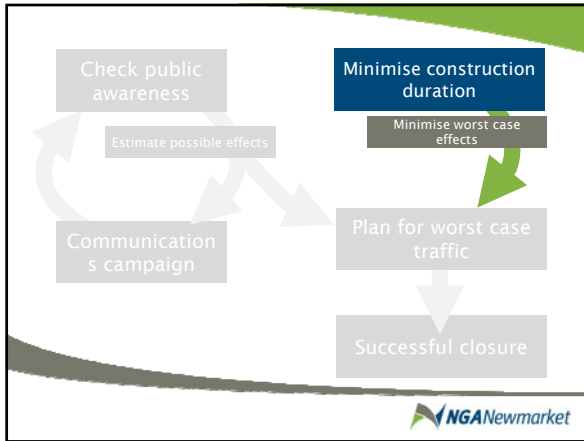 Check public
awareness
Minimise construction
duration
Estimate possible effects
Minimise worst case
effects
Communication
s campaign
Plan for worst case
traffic
Successful closure
NGANewmarket